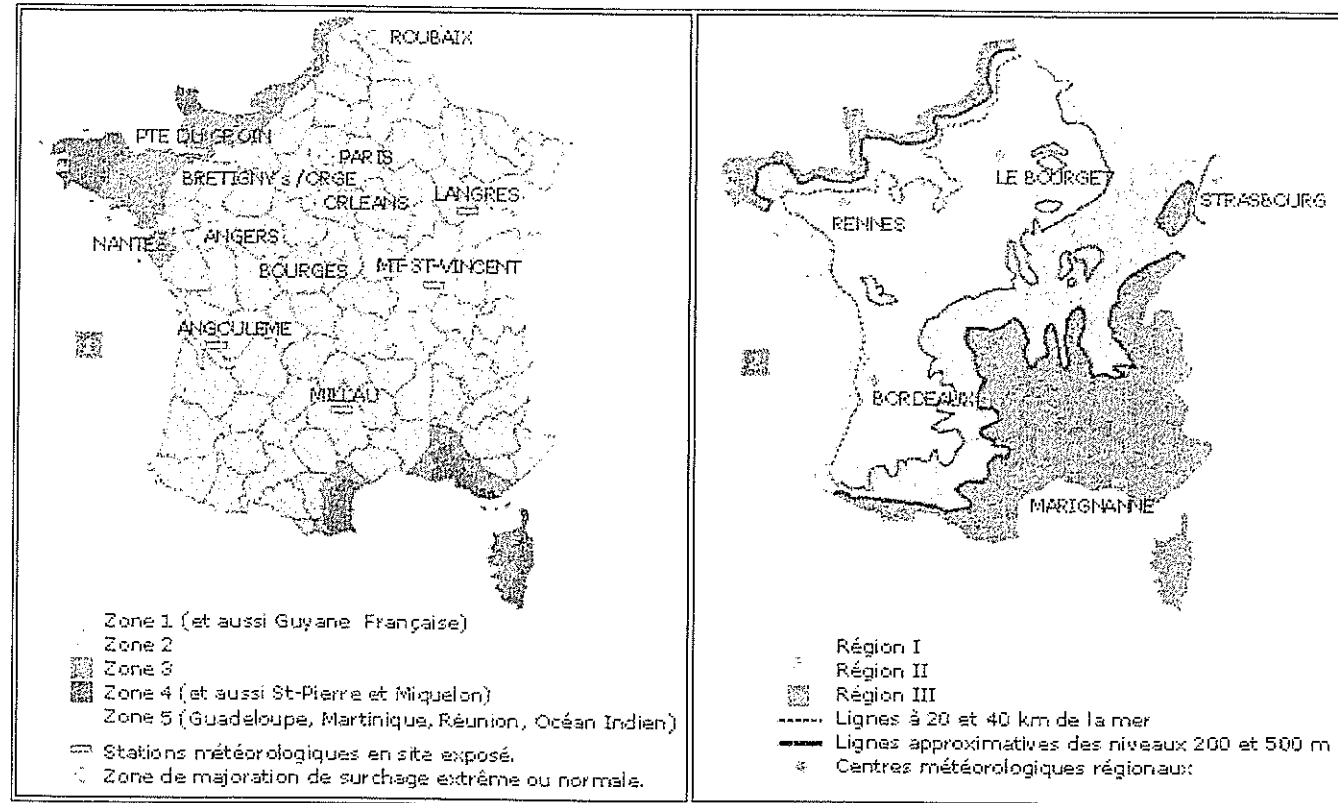 ROUBAIX
PTE DU GROIN
PARIS
BRETIGNY s/ORGE
ORLEANS
LANGRES
NANTES
ANGERS
BOURGES
MT-ST-VINCENT
ANGOULEME
MILLAU
Zone 1 (et aussi Guyane Française)
Zone 2
Zone 3
Zone 4 (et aussi St-Pierre et Miquelon)
Zone 5 (Guadeloupe, Martinique, Réunion, Océan Indien)
Stations météorologiques en site exposé.
Zone de majoration de surchage extrême ou normale.
LE BOURGET
STRASBOURG
RENNES
BORDEAUX
MARIGNANNE
Région I
Région II
Région III
Lignes à 20 et 40 km de la mer
Lignes approximatives des niveaux 200 et 500 m
Centres météorologiques régionaux